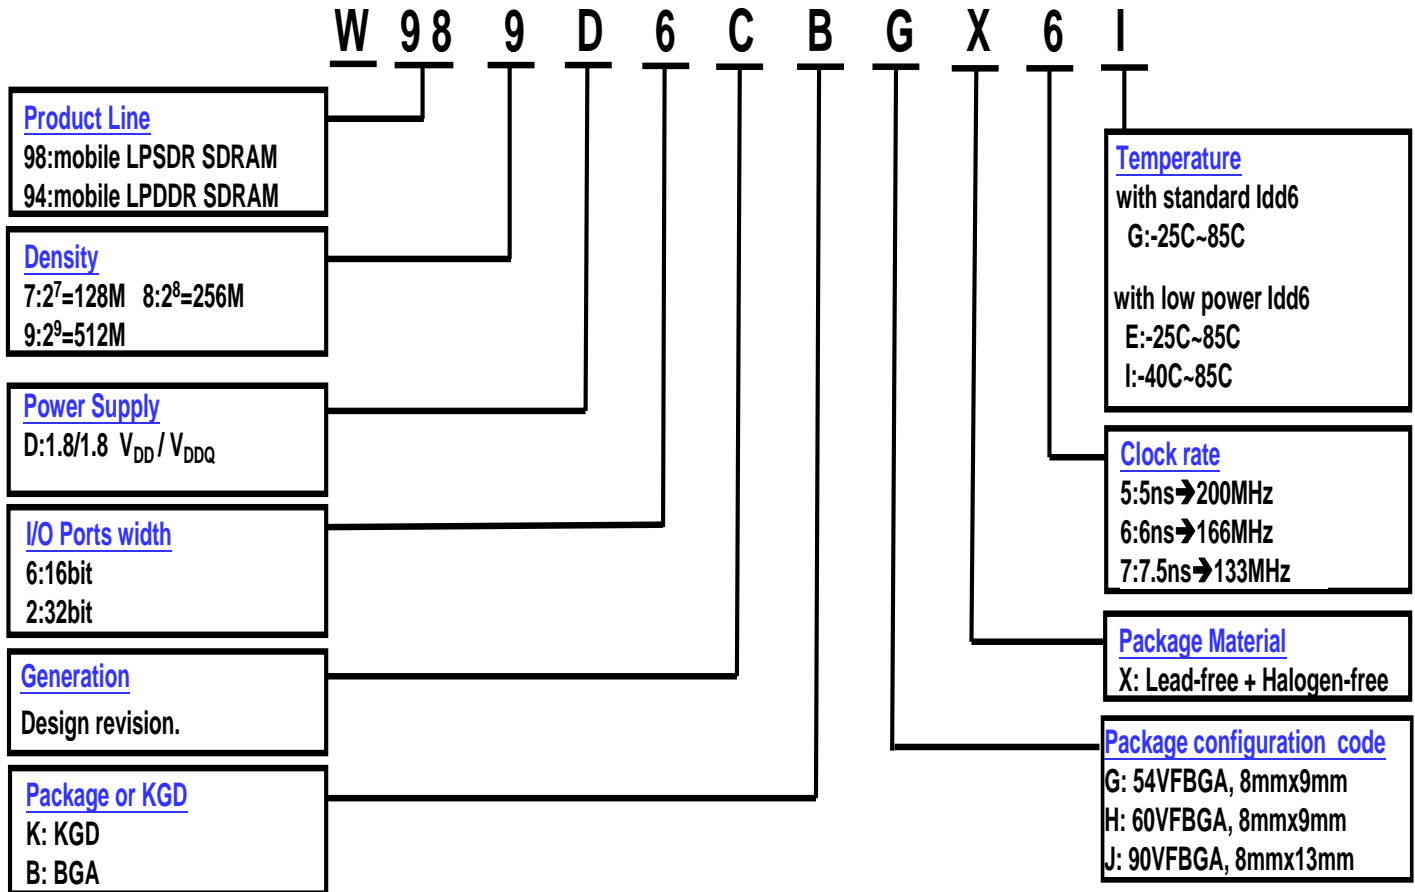 W 98 9 D 6 C B G X 6 I
Product Line
98:mobile LPSDR SDRAM
94:mobile LPDDR SDRAM
Density
7:2⁷=128M 8:2⁸=256M
9:2⁹=512M
Power Supply
D:1.8/1.8 V_DD / V_DDQ
I/O Ports width
6:16bit
2:32bit
Generation
Design revision.
Package or KGD
K: KGD
B: BGA
Temperature
with standard Idd6
G:-25C~85C
with low power Idd6
E:-25C~85C
I:-40C~85C
Clock rate
5:5ns➔200MHz
6:6ns➔166MHz
7:7.5ns➔133MHz
Package Material
X: Lead-free + Halogen-free
Package configuration code
G: 54VFBGA, 8mmx9mm
H: 60VFBGA, 8mmx9mm
J: 90VFBGA, 8mmx13mm